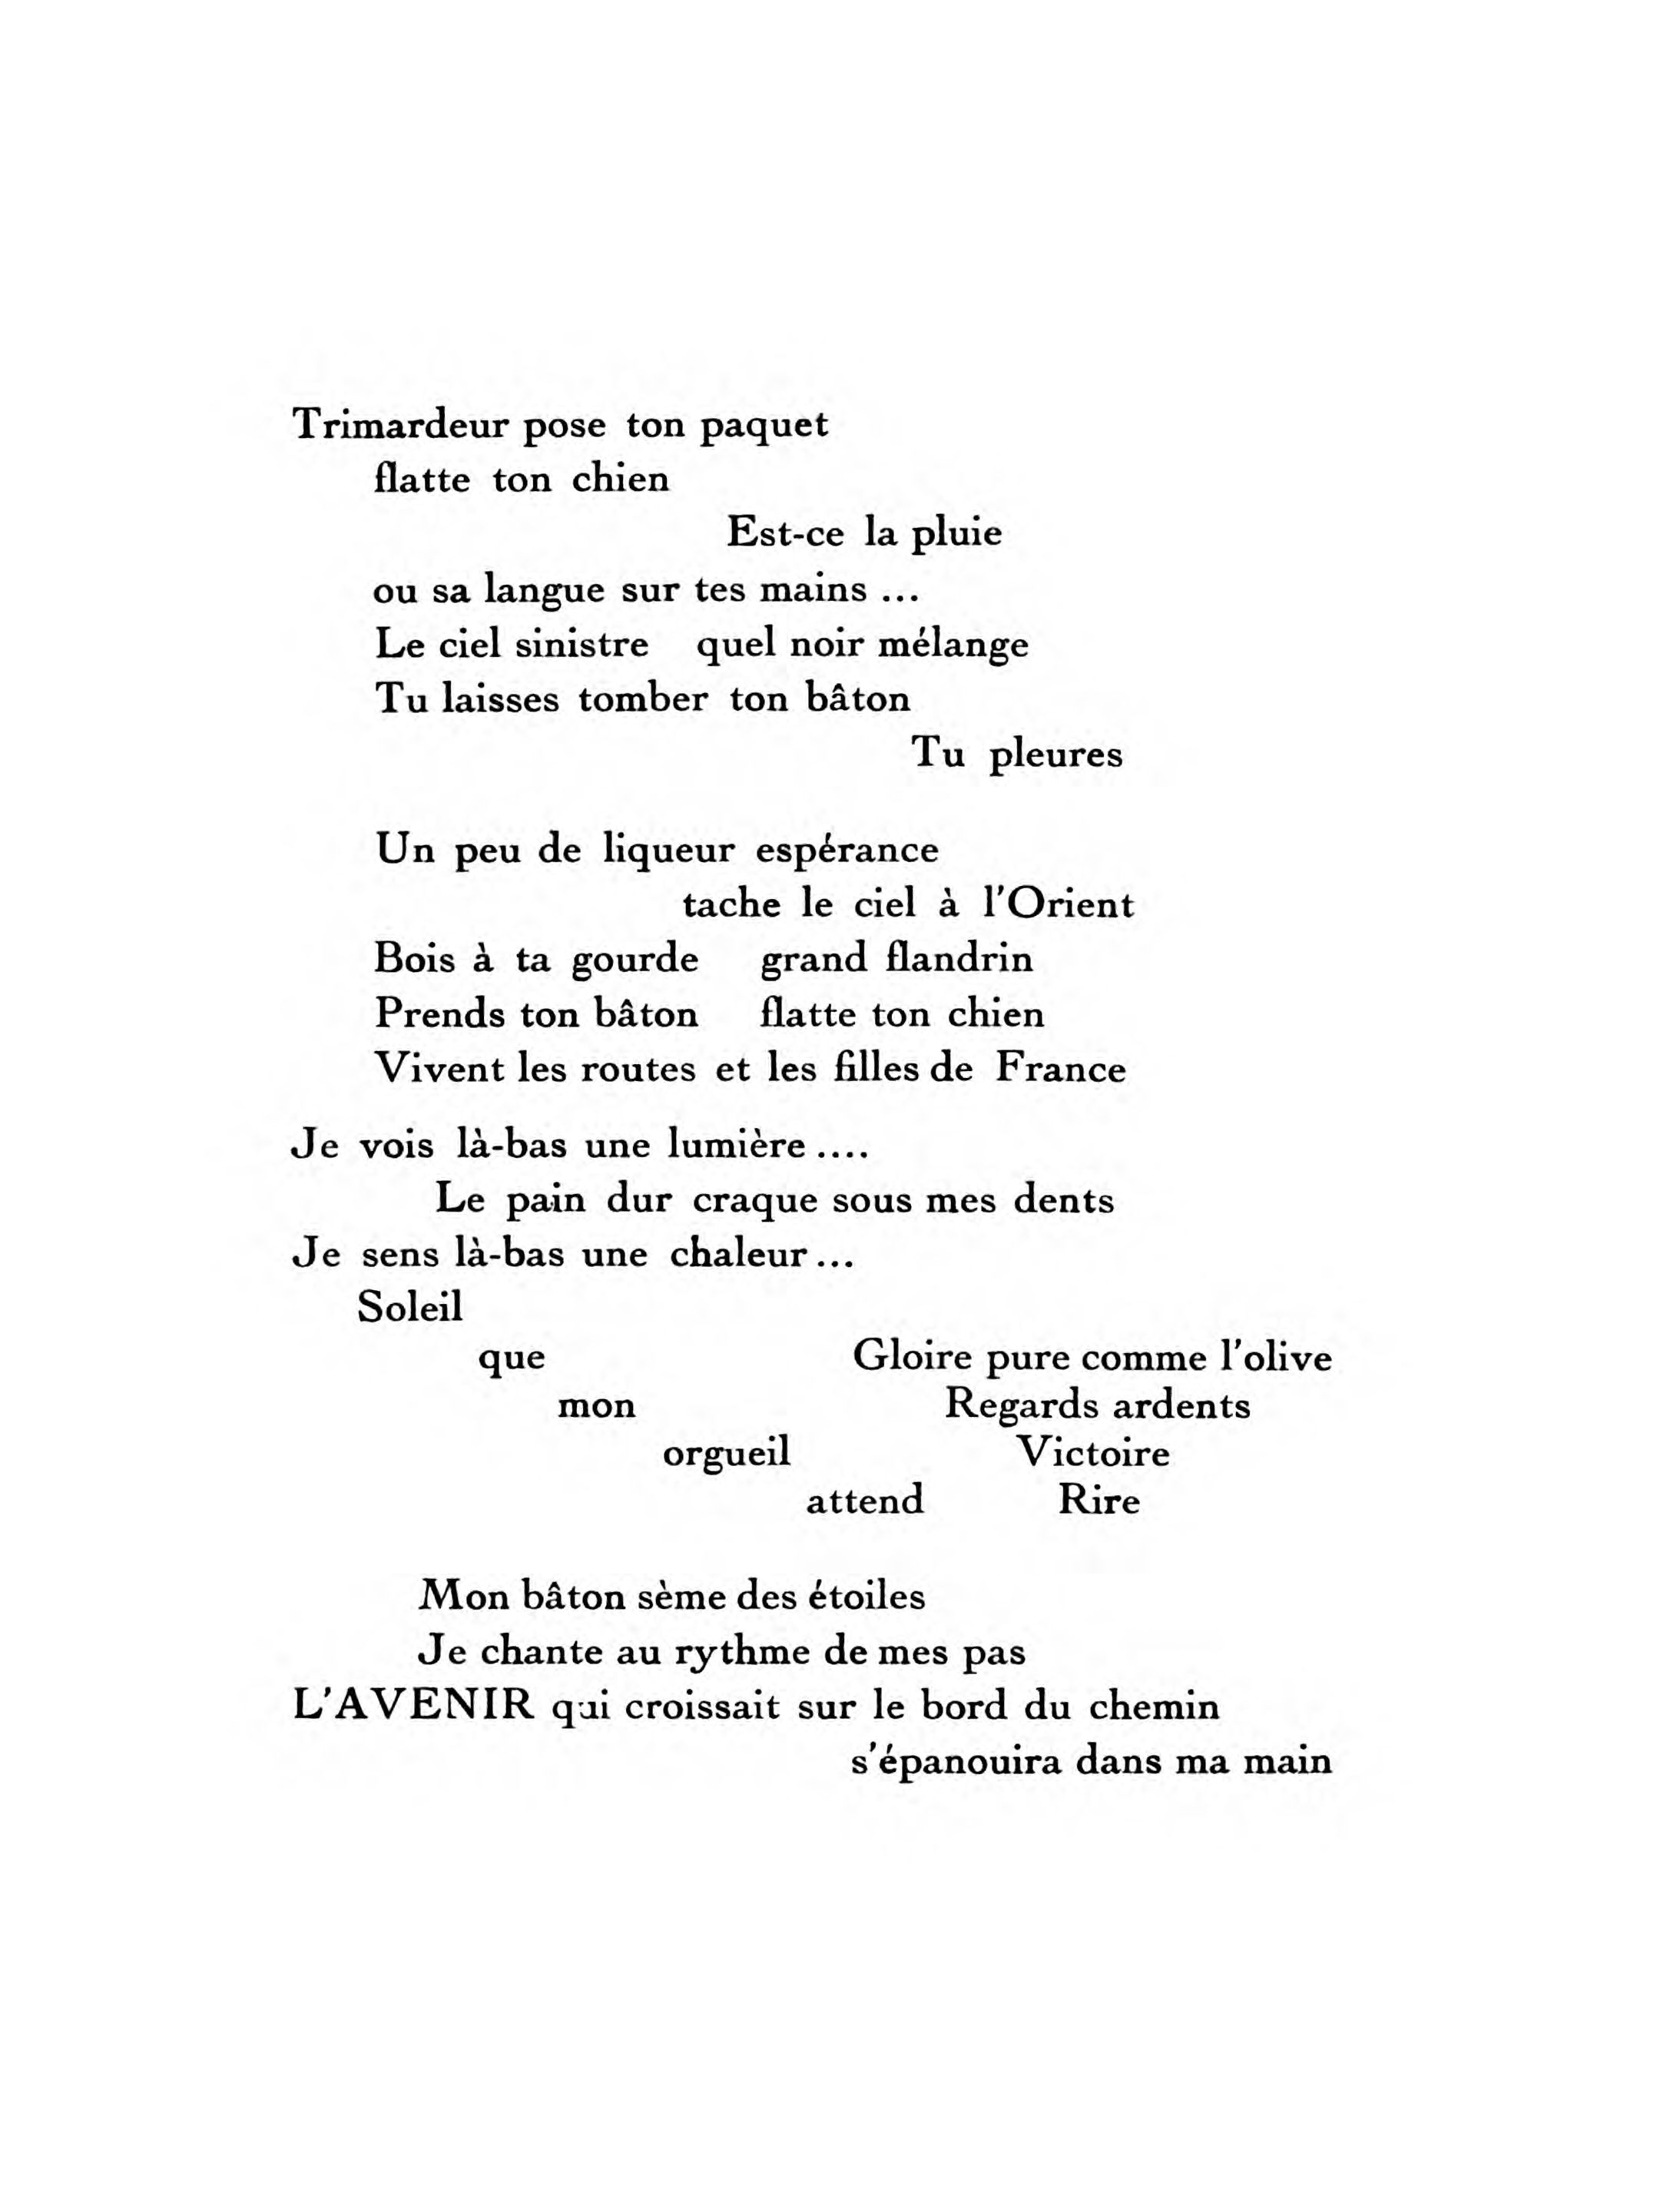 Trimardeur pose ton paquet
flatte ton chien
Est-ce la pluie
ou sa langue sur tes mains ...
Le ciel sinistre quel noir mélange
Tu laisses tomber ton bâton
Tu pleures
Un peu de liqueur espérance
tache le ciel à l'Orient
Bois à ta gourde grand flandrin
Prends ton bâton flatte ton chien
Vivent les routes et les filles de France
Je vois là-bas une lumière ....
Le pain dur craque sous mes dents
Je sens là-bas une chaleur ...
Soleil
que Gloire pure comme l'olive
mon Regards ardents
orgueil Victoire
attend Rire
Mon bâton sème des étoiles
Je chante au rythme de mes pas
L'AVENIR qui croissait sur le bord du chemin
s'épanouira dans ma main